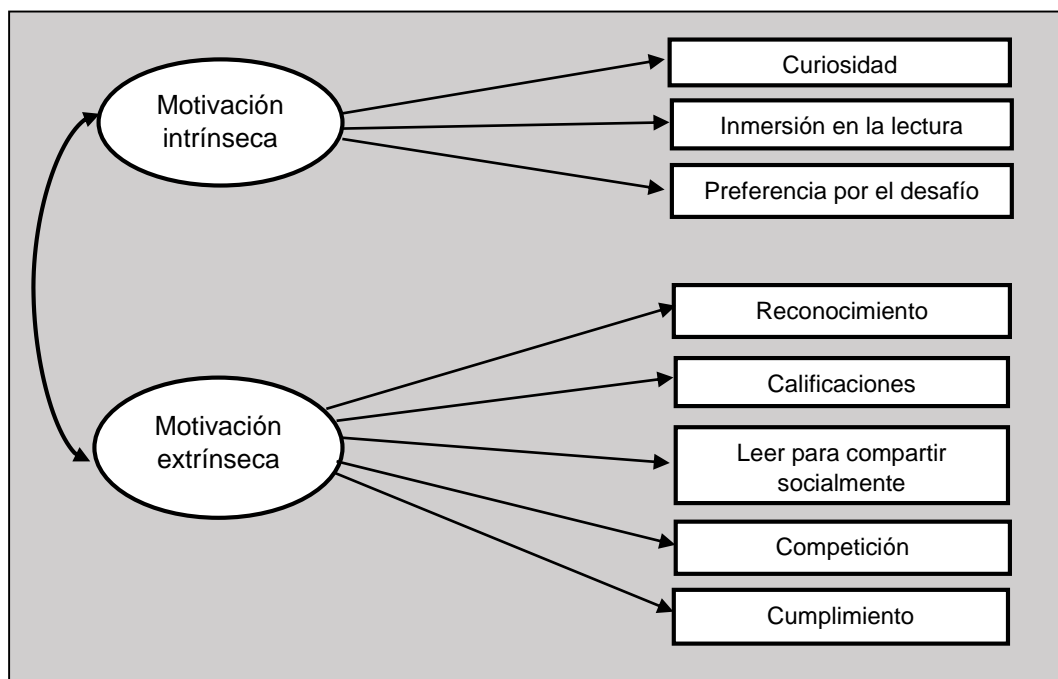 Motivación
intrínseca
Curiosidad
Inmersión en la lectura
Preferencia por el desafío
Motivación
extrínseca
Reconocimiento
Calificaciones
Leer para compartir
socialmente
Competición
Cumplimiento